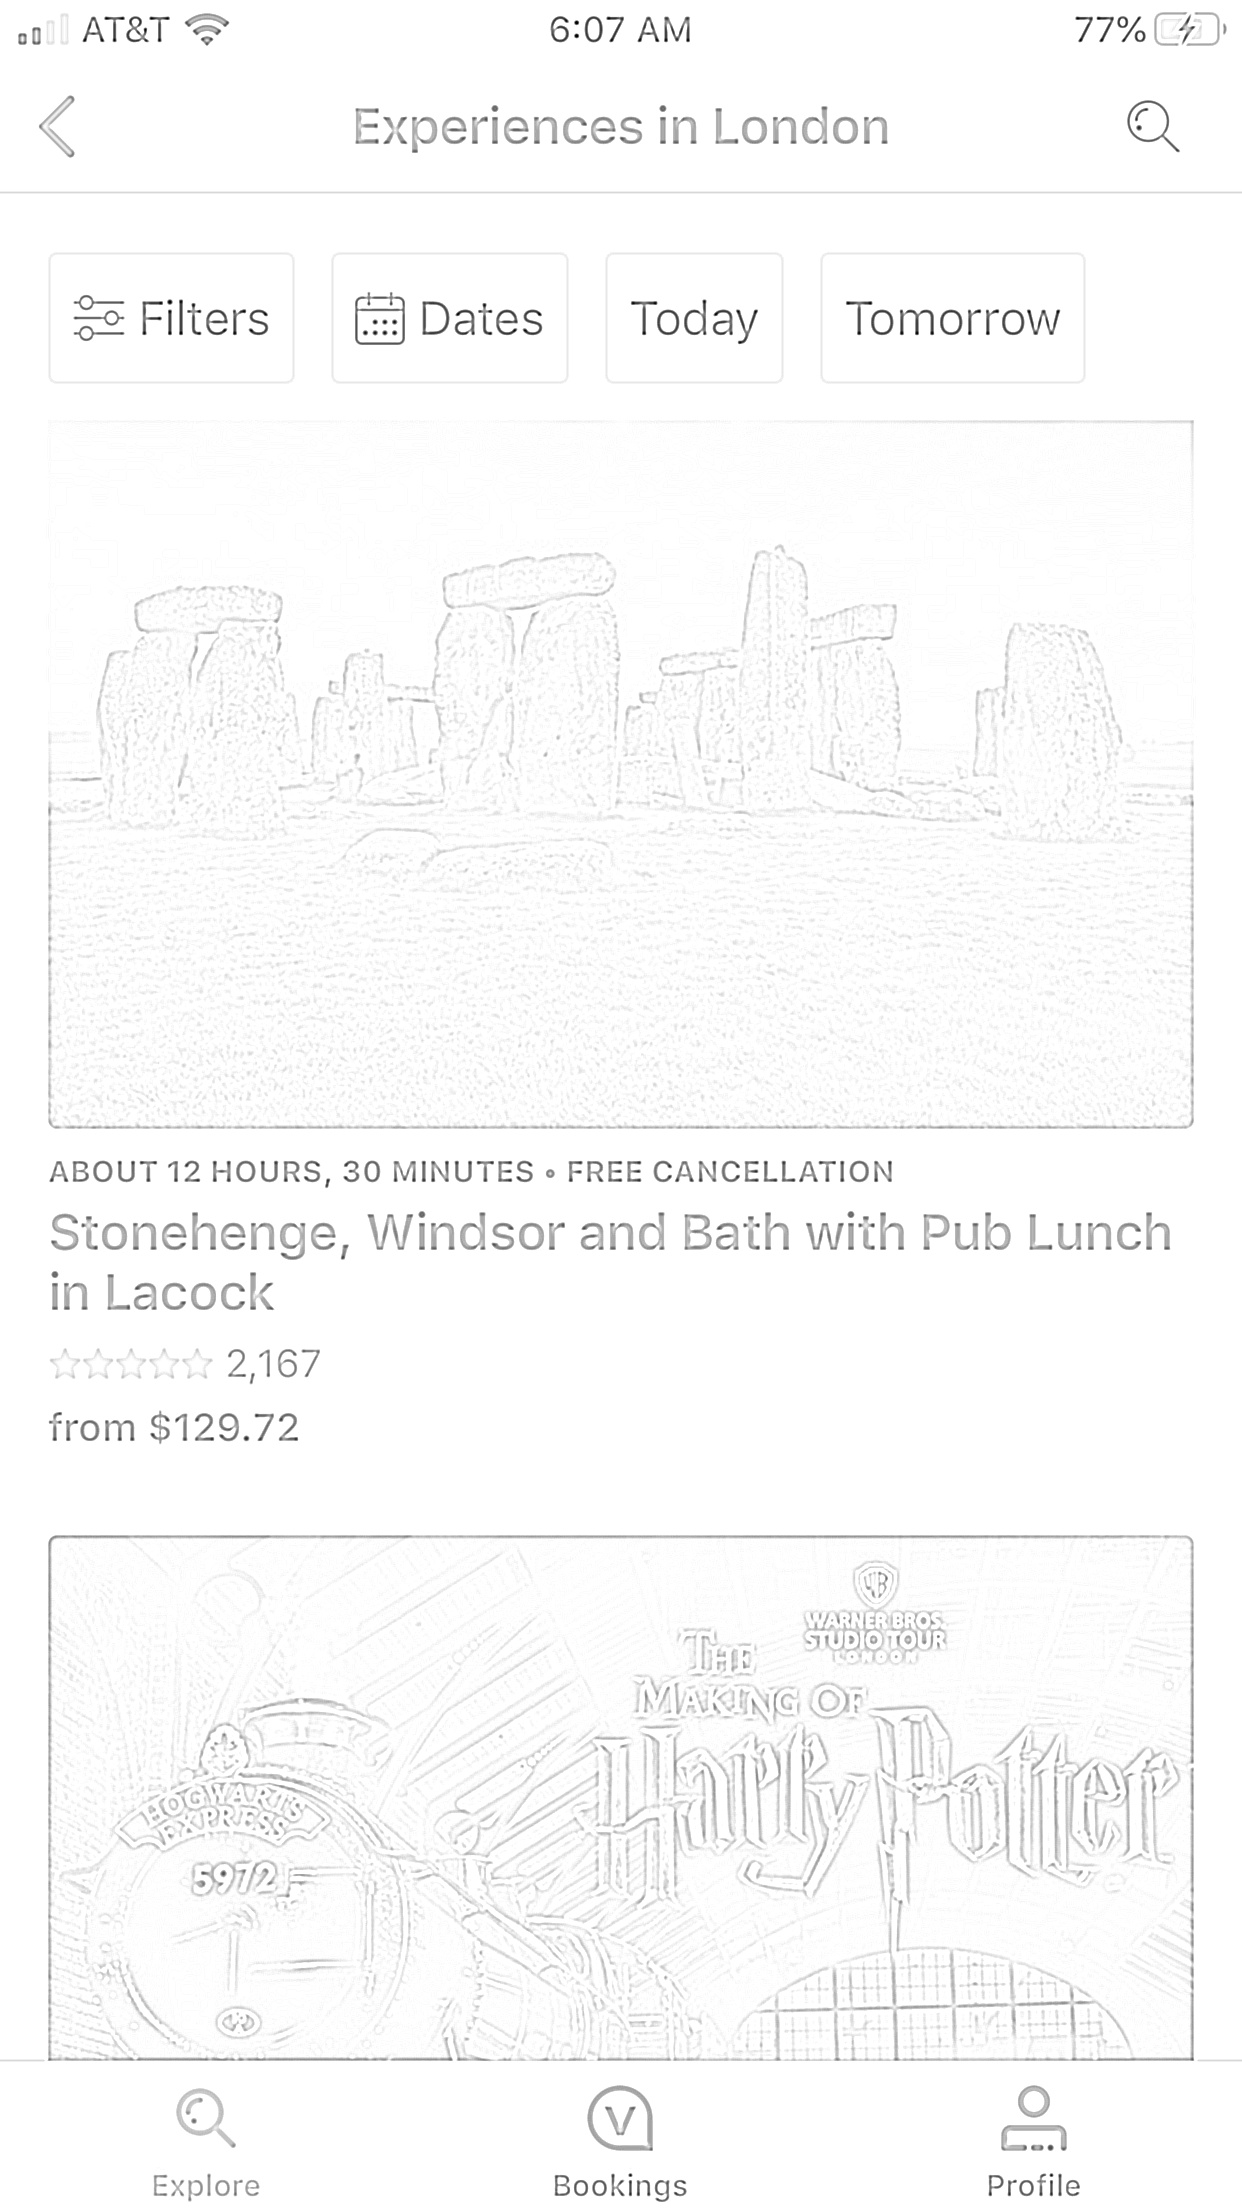 AT&T 6:07 AM 77%
Experiences in London
Filters Dates Today Tomorrow
ABOUT 12 HOURS, 30 MINUTES • FREE CANCELLATION
Stonehenge, Windsor and Bath with Pub Lunch
in Lacock
2,167
from $129.72
WB
WARNER BROS.
STUDIO TOUR
LONDON
THE
MAKING OF
Harry Potter
HOGWARTS
EXPRESS
5972
Explore Bookings Profile